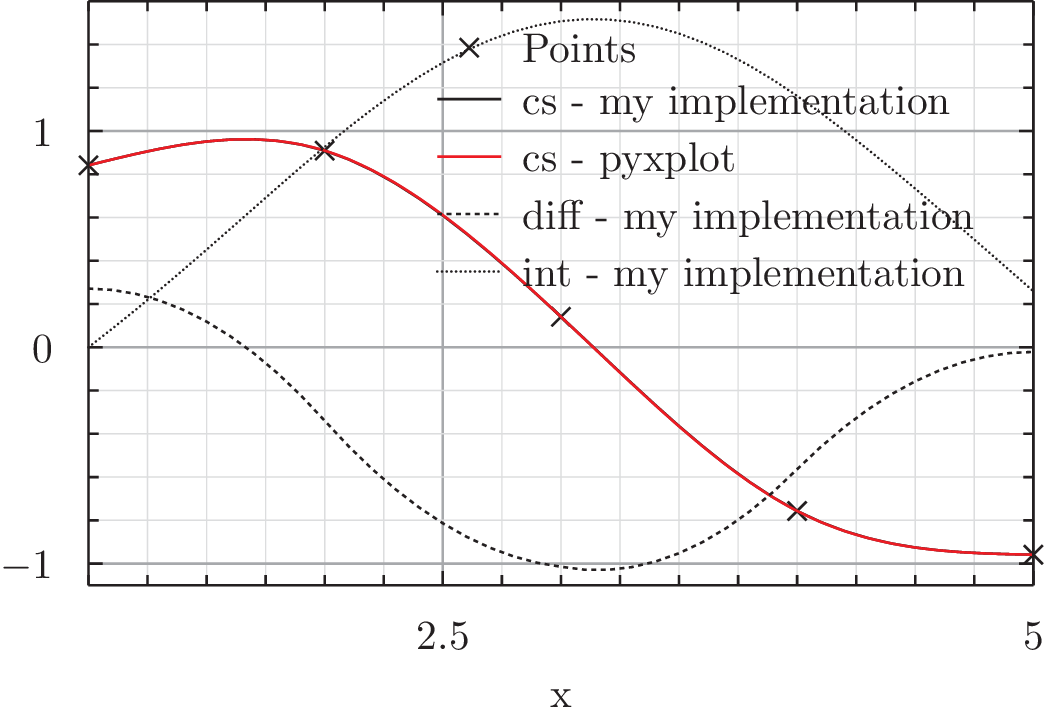 Points
cs - my implementation
1
cs - pyxplot
diff - my implementation
int - my implementation
0
−1
2.5
5
x